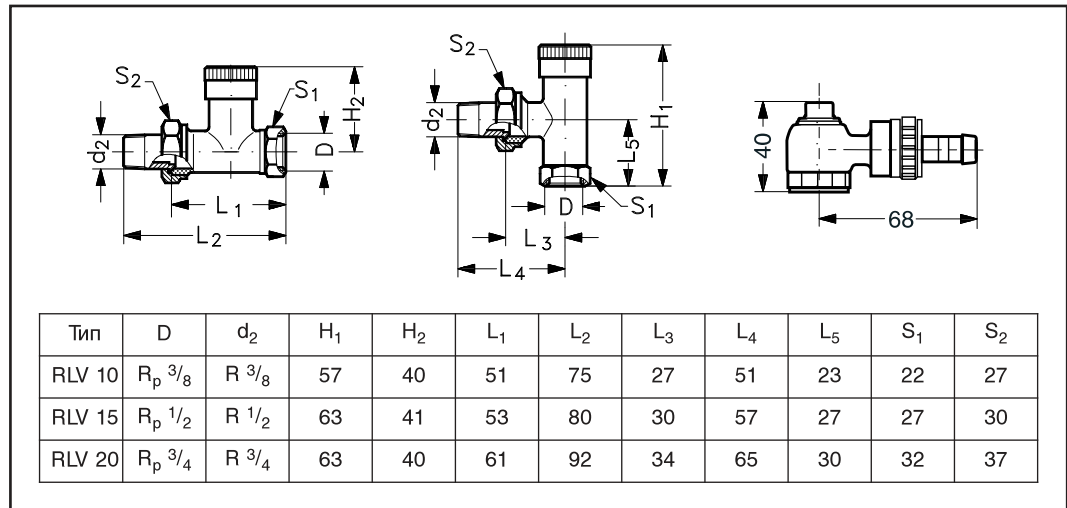 S₂
S₁
d₂
D
H₂
L₁
L₂
S₂
d₂
H₁
L₅
D
S₁
L₃
L₄
40
68
Тип D d₂ H₁ H₂ L₁ L₂ L₃ L₄ L₅ S₁ S₂
RLV 10 Rₚ 3/8 R 3/8 57 40 51 75 27 51 23 22 27
RLV 15 Rₚ 1/2 R 1/2 63 41 53 80 30 57 27 27 30
RLV 20 Rₚ 3/4 R 3/4 63 40 61 92 34 65 30 32 37